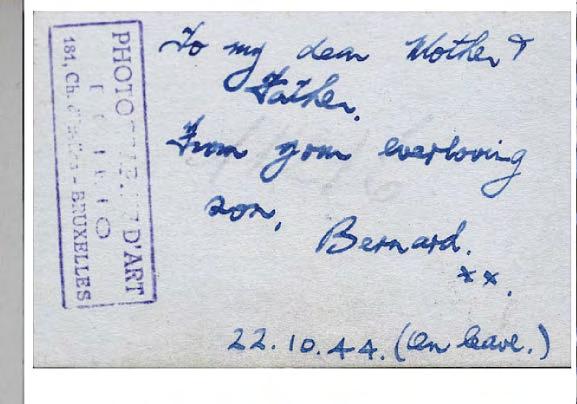 To my dear Mother &
Father.
From your everloving
son,
Bernard.
xx.
22.10.44. (On leave.)
PHOTO D'ART
181, Ch. - BRUXELLES